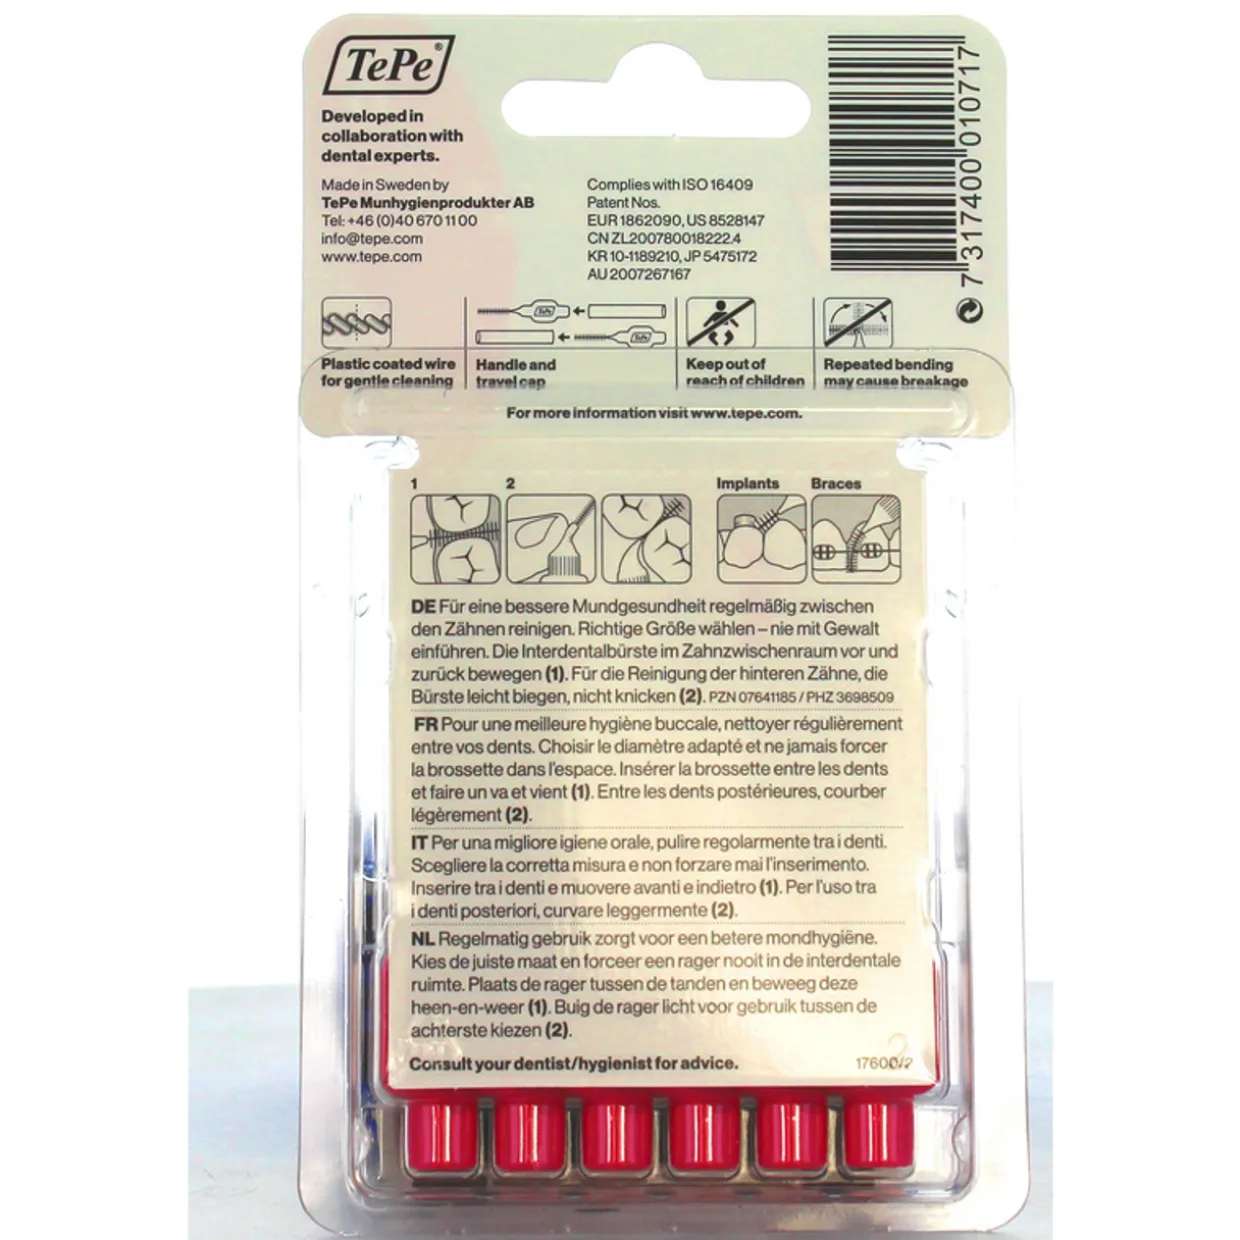 TePe®
Developed in
collaboration with
dental experts.
Made in Sweden by
TePe Munhygienprodukter AB
Tel: +46 (0)40 670 11 00
info@tepe.com
www.tepe.com
Complies with ISO 16409
Patent Nos.
EUR 1862090, US 8528147
CN ZL200780018222.4
KR 10-1189210, JP 5475172
AU 2007267167
7 317400 010717
TePe
TePe
Plastic coated wire
for gentle cleaning
Handle and
travel cap
Keep out of
reach of children
Repeated bending
may cause breakage
For more information visit www.tepe.com.
1
2
Implants
Braces
DE Für eine bessere Mundgesundheit regelmäßig zwischen
den Zähnen reinigen. Richtige Größe wählen – nie mit Gewalt
einführen. Die Interdentalbürste im Zahnzwischenraum vor und
zurück bewegen (1). Für die Reinigung der hinteren Zähne, die
Bürste leicht biegen, nicht knicken (2). PZN 07641185 / PHZ 3698509
FR Pour une meilleure hygiène buccale, nettoyer régulièrement
entre vos dents. Choisir le diamètre adapté et ne jamais forcer
la brossette dans l'espace. Insérer la brossette entre les dents
et faire un va et vient (1). Entre les dents postérieures, courber
légèrement (2).
IT Per una migliore igiene orale, pulire regolarmente tra i denti.
Scegliere la corretta misura e non forzare mai l'inserimento.
Inserire tra i denti e muovere avanti e indietro (1). Per l'uso tra
i denti posteriori, curvare leggermente (2).
NL Regelmatig gebruik zorgt voor een betere mondhygiëne.
Kies de juiste maat en forceer een rager nooit in de interdentale
ruimte. Plaats de rager tussen de tanden en beweeg deze
heen-en-weer (1). Buig de rager licht voor gebruik tussen de
achterste kiezen (2).
Consult your dentist/hygienist for advice.
17600/2